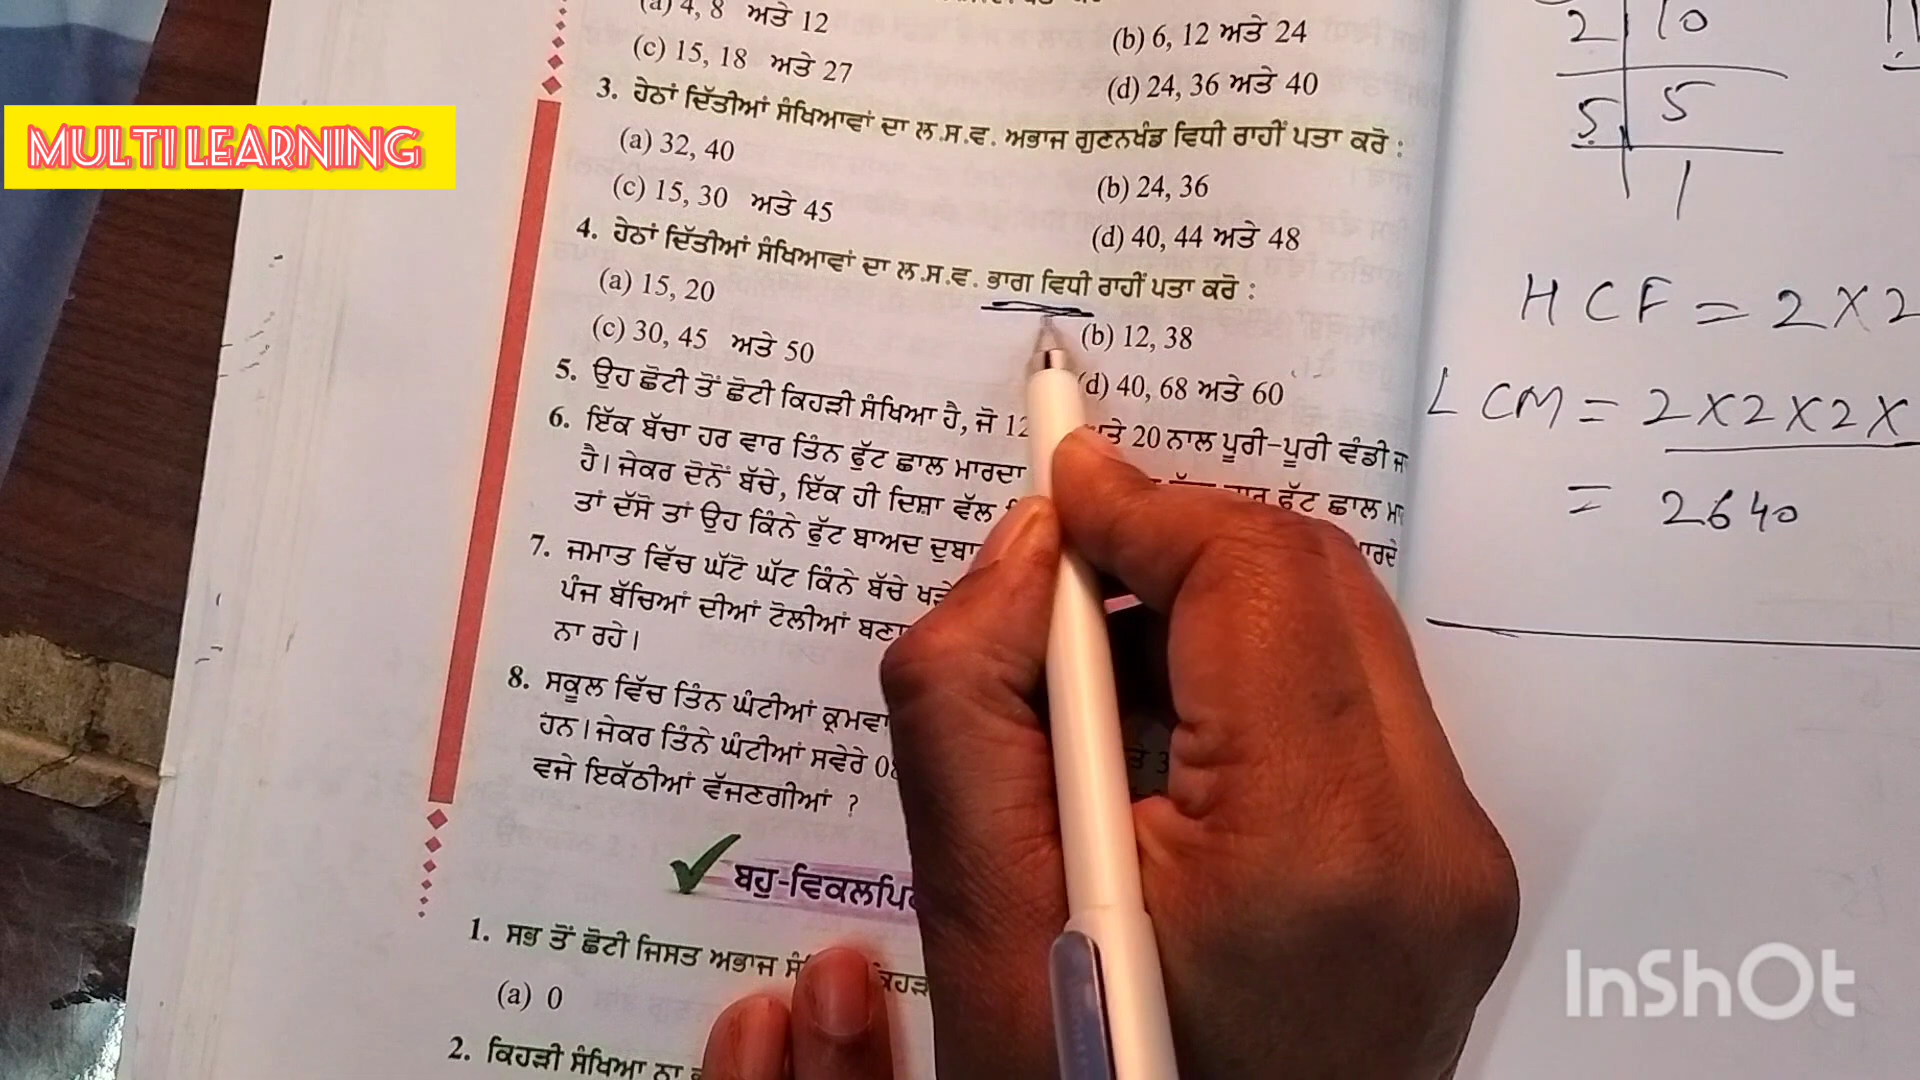 MULTI LEARNING
(a) 4, 8 ਅਤੇ 12
(b) 6, 12 ਅਤੇ 24
(c) 15, 18 ਅਤੇ 27
(d) 24, 36 ਅਤੇ 40
3. ਹੇਠਾਂ ਦਿੱਤੀਆਂ ਸੰਖਿਆਵਾਂ ਦਾ ਲ.ਸ.ਵ. ਅਭਾਜ ਗੁਣਨਖੰਡ ਵਿਧੀ ਰਾਹੀਂ ਪਤਾ ਕਰੋ :
(a) 32, 40
(b) 24, 36
(c) 15, 30 ਅਤੇ 45
(d) 40, 44 ਅਤੇ 48
4. ਹੇਠਾਂ ਦਿੱਤੀਆਂ ਸੰਖਿਆਵਾਂ ਦਾ ਲ.ਸ.ਵ. ਭਾਗ ਵਿਧੀ ਰਾਹੀਂ ਪਤਾ ਕਰੋ :
(a) 15, 20
(b) 12, 38
(c) 30, 45 ਅਤੇ 50
(d) 40, 68 ਅਤੇ 60
5. ਉਹ ਛੋਟੀ ਤੋਂ ਛੋਟੀ ਕਿਹੜੀ ਸੰਖਿਆ ਹੈ, ਜੋ 12 20 ਨਾਲ ਪੂਰੀ-ਪੂਰੀ ਵੰਡੀ
6. ਇੱਕ ਬੱਚਾ ਹਰ ਵਾਰ ਤਿੰਨ ਫੁੱਟ ਛਾਲ ਮਾਰਦਾ ਫੁੱਟ ਛਾਲ
ਹੈ। ਜੇਕਰ ਦੋਨੋਂ ਬੱਚੇ, ਇੱਕ ਹੀ ਦਿਸ਼ਾ ਵੱਲ
ਤਾਂ ਦੱਸੋ ਤਾਂ ਉਹ ਕਿੰਨੇ ਫੁੱਟ ਬਾਅਦ
7. ਜਮਾਤ ਵਿੱਚ ਘੱਟੋ ਘੱਟ ਕਿੰਨੇ ਬੱਚੇ
ਪੰਜ ਬੱਚਿਆਂ ਦੀਆਂ ਟੋਲੀਆਂ
ਨਾ ਰਹੇ।
8. ਸਕੂਲ ਵਿੱਚ ਤਿੰਨ ਘੰਟੀਆਂ
ਹਨ। ਜੇਕਰ ਤਿੰਨੇ ਘੰਟੀਆਂ ਸਵੇਰੇ
ਵਜੇ ਇਕੱਠੀਆਂ ਵੱਜਣਗੀਆਂ ?
1. ਸਭ ਤੋਂ ਛੋਟੀ ਜਿਸਤ ਅਭਾਜ
(a) 0
2. ਕਿਹੜੀ ਸੰਖਿਆ ਨਾ
2 10
5 5
1
HCF = 2 X 2
LCM = 2 X 2 X 2 X
= 2640
InShOt